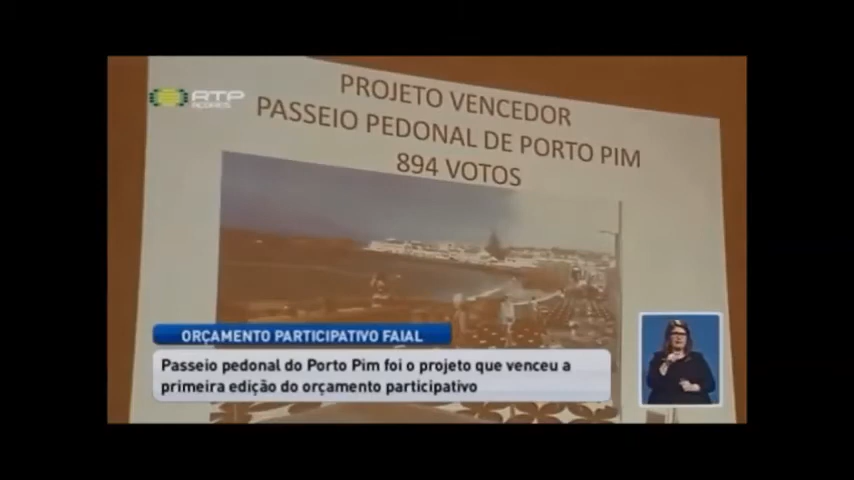 RTP
AÇORES
PROJETO VENCEDOR
PASSEIO PEDONAL DE PORTO PIM
894 VOTOS
ORÇAMENTO PARTICIPATIVO FAIAL
Passeio pedonal do Porto Pim foi o projeto que venceu a
primeira edição do orçamento participativo